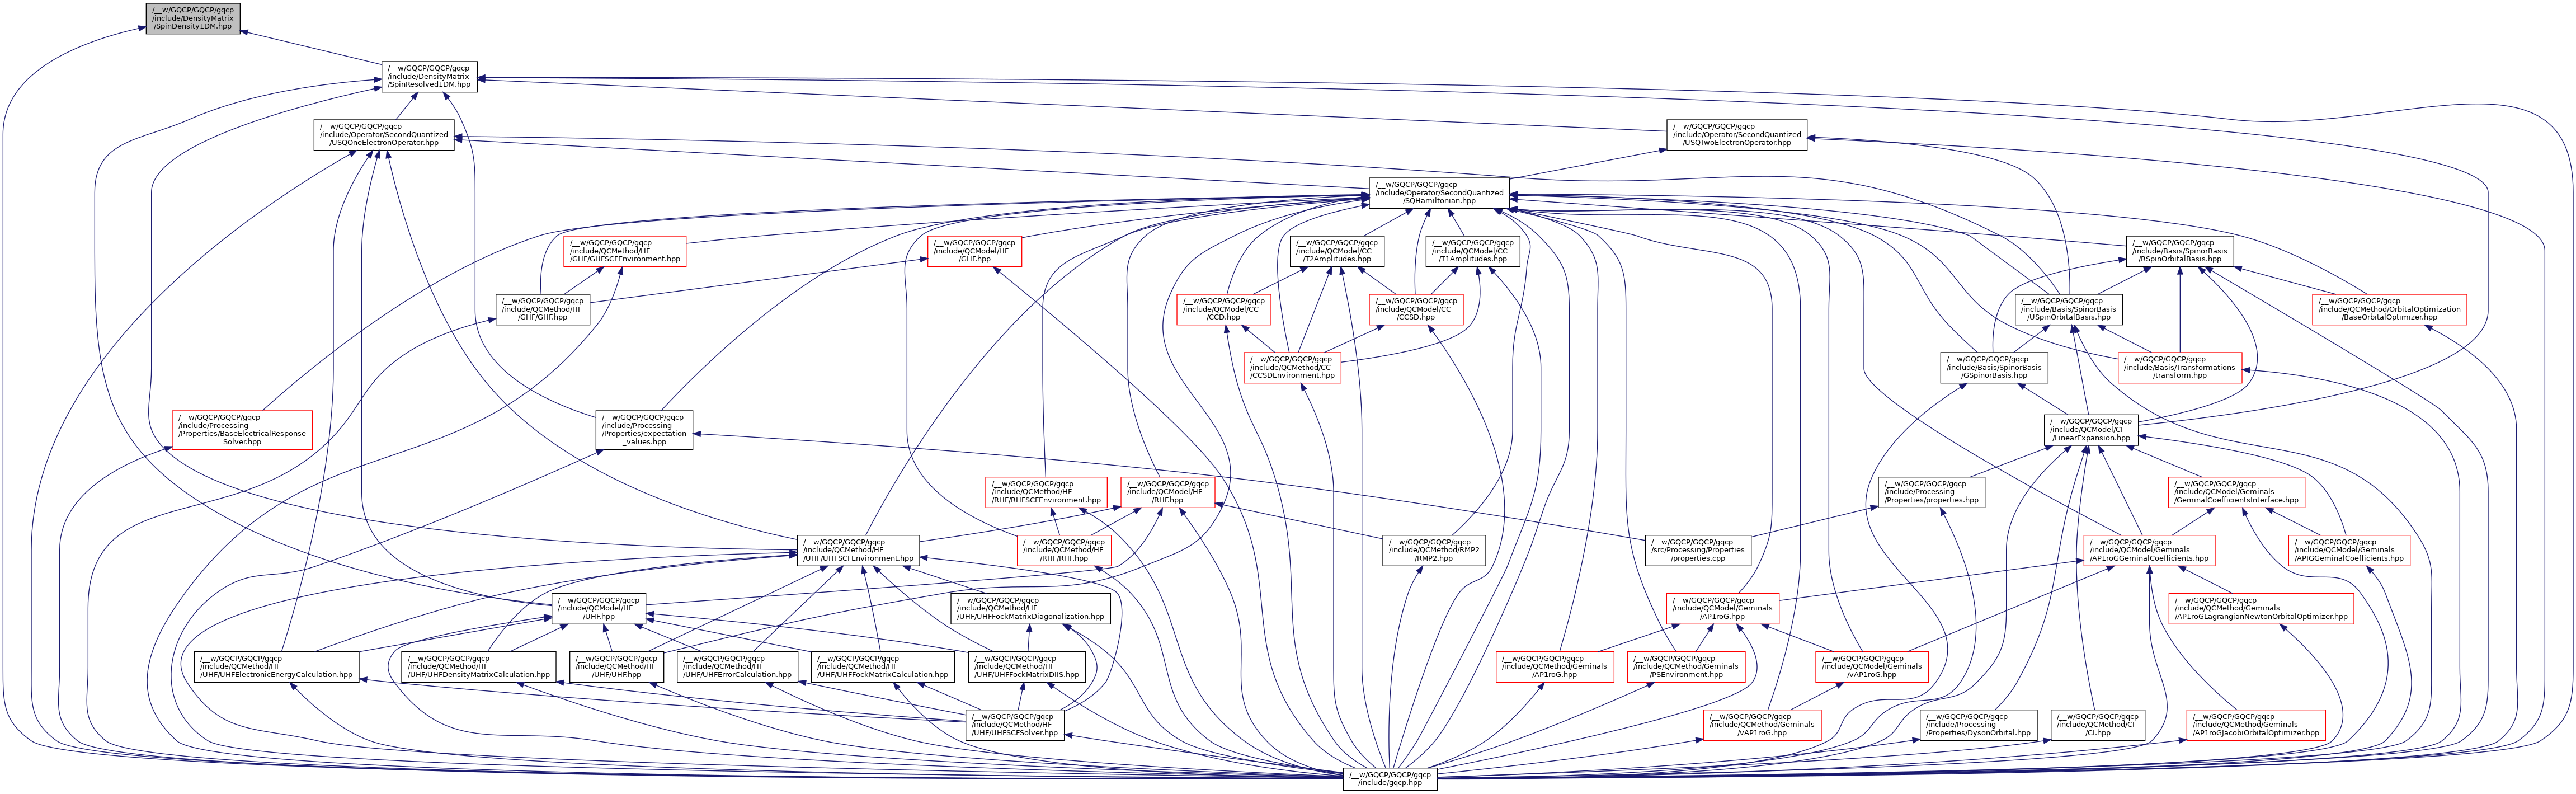 /__w/GQCP/GQCP/gqcp
/include/DensityMatrix
/SpinDensity1DM.hpp
/__w/GQCP/GQCP/gqcp
/include/DensityMatrix
/SpinResolved1DM.hpp
/__w/GQCP/GQCP/gqcp
/include/Operator/SecondQuantized
/USQOneElectronOperator.hpp
/__w/GQCP/GQCP/gqcp
/include/Operator/SecondQuantized
/USQTwoElectronOperator.hpp
/__w/GQCP/GQCP/gqcp
/include/Operator/SecondQuantized
/SQHamiltonian.hpp
/__w/GQCP/GQCP/gqcp
/include/QCMethod/HF
/GHF/GHFSCFEnvironment.hpp
/__w/GQCP/GQCP/gqcp
/include/QCModel/HF
/GHF.hpp
/__w/GQCP/GQCP/gqcp
/include/QCModel/CC
/T2Amplitudes.hpp
/__w/GQCP/GQCP/gqcp
/include/QCModel/CC
/T1Amplitudes.hpp
/__w/GQCP/GQCP/gqcp
/include/Basis/SpinorBasis
/RSpinOrbitalBasis.hpp
/__w/GQCP/GQCP/gqcp
/include/QCMethod/HF
/GHF/GHF.hpp
/__w/GQCP/GQCP/gqcp
/include/QCModel/CC
/CCD.hpp
/__w/GQCP/GQCP/gqcp
/include/QCModel/CC
/CCSD.hpp
/__w/GQCP/GQCP/gqcp
/include/Basis/SpinorBasis
/USpinOrbitalBasis.hpp
/__w/GQCP/GQCP/gqcp
/include/QCMethod/OrbitalOptimization
/BaseOrbitalOptimizer.hpp
/__w/GQCP/GQCP/gqcp
/include/QCMethod/CC
/CCSDEnvironment.hpp
/__w/GQCP/GQCP/gqcp
/include/Basis/SpinorBasis
/GSpinorBasis.hpp
/__w/GQCP/GQCP/gqcp
/include/Basis/Transformations
/transform.hpp
/__w/GQCP/GQCP/gqcp
/include/Processing
/Properties/BaseElectricalResponse
Solver.hpp
/__w/GQCP/GQCP/gqcp
/include/Processing
/Properties/expectation
_values.hpp
/__w/GQCP/GQCP/gqcp
/include/QCModel/CI
/LinearExpansion.hpp
/__w/GQCP/GQCP/gqcp
/include/QCMethod/HF
/RHF/RHFSCFEnvironment.hpp
/__w/GQCP/GQCP/gqcp
/include/QCModel/HF
/RHF.hpp
/__w/GQCP/GQCP/gqcp
/include/Processing
/Properties/properties.hpp
/__w/GQCP/GQCP/gqcp
/include/QCModel/Geminals
/GeminalCoefficientsInterface.hpp
/__w/GQCP/GQCP/gqcp
/include/QCMethod/HF
/UHF/UHFSCFEnvironment.hpp
/__w/GQCP/GQCP/gqcp
/include/QCMethod/HF
/RHF/RHF.hpp
/__w/GQCP/GQCP/gqcp
/include/QCMethod/RMP2
/RMP2.hpp
/__w/GQCP/GQCP/gqcp
/src/Processing/Properties
/properties.cpp
/__w/GQCP/GQCP/gqcp
/include/QCModel/Geminals
/AP1roGGeminalCoefficients.hpp
/__w/GQCP/GQCP/gqcp
/include/QCModel/Geminals
/APIGGeminalCoefficients.hpp
/__w/GQCP/GQCP/gqcp
/include/QCModel/HF
/UHF.hpp
/__w/GQCP/GQCP/gqcp
/include/QCMethod/HF
/UHF/UHFFockMatrixDiagonalization.hpp
/__w/GQCP/GQCP/gqcp
/include/QCModel/Geminals
/AP1roG.hpp
/__w/GQCP/GQCP/gqcp
/include/QCMethod/Geminals
/AP1roGLagrangianNewtonOrbitalOptimizer.hpp
/__w/GQCP/GQCP/gqcp
/include/QCMethod/HF
/UHF/UHFElectronicEnergyCalculation.hpp
/__w/GQCP/GQCP/gqcp
/include/QCMethod/HF
/UHF/UHFDensityMatrixCalculation.hpp
/__w/GQCP/GQCP/gqcp
/include/QCMethod/HF
/UHF/UHF.hpp
/__w/GQCP/GQCP/gqcp
/include/QCMethod/HF
/UHF/UHFErrorCalculation.hpp
/__w/GQCP/GQCP/gqcp
/include/QCMethod/HF
/UHF/UHFFockMatrixCalculation.hpp
/__w/GQCP/GQCP/gqcp
/include/QCMethod/HF
/UHF/UHFFockMatrixDIIS.hpp
/__w/GQCP/GQCP/gqcp
/include/QCMethod/Geminals
/AP1roG.hpp
/__w/GQCP/GQCP/gqcp
/include/QCMethod/Geminals
/PSEnvironment.hpp
/__w/GQCP/GQCP/gqcp
/include/QCModel/Geminals
/vAP1roG.hpp
/__w/GQCP/GQCP/gqcp
/include/QCMethod/HF
/UHF/UHFSCFSolver.hpp
/__w/GQCP/GQCP/gqcp
/include/QCMethod/Geminals
/vAP1roG.hpp
/__w/GQCP/GQCP/gqcp
/include/Processing
/Properties/DysonOrbital.hpp
/__w/GQCP/GQCP/gqcp
/include/QCMethod/CI
/CI.hpp
/__w/GQCP/GQCP/gqcp
/include/QCMethod/Geminals
/AP1roGJacobiOrbitalOptimizer.hpp
/__w/GQCP/GQCP/gqcp
/include/gqcp.hpp